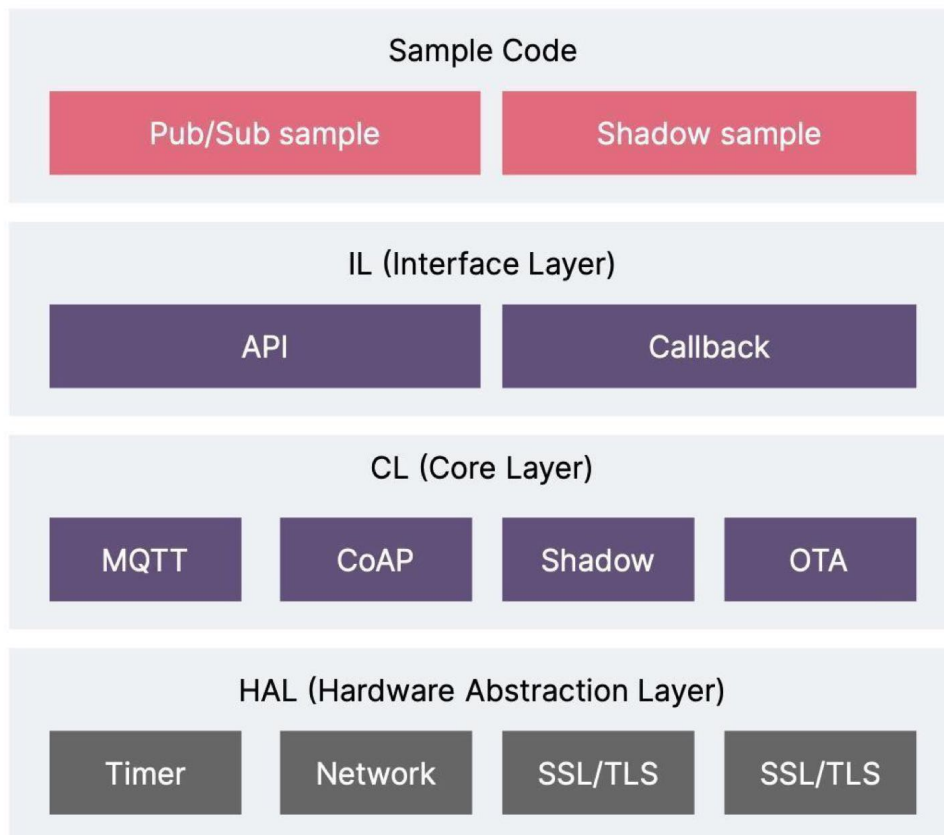 Sample Code
Pub/Sub sample Shadow sample
IL (Interface Layer)
API Callback
CL (Core Layer)
MQTT CoAP Shadow OTA
HAL (Hardware Abstraction Layer)
Timer Network SSL/TLS SSL/TLS